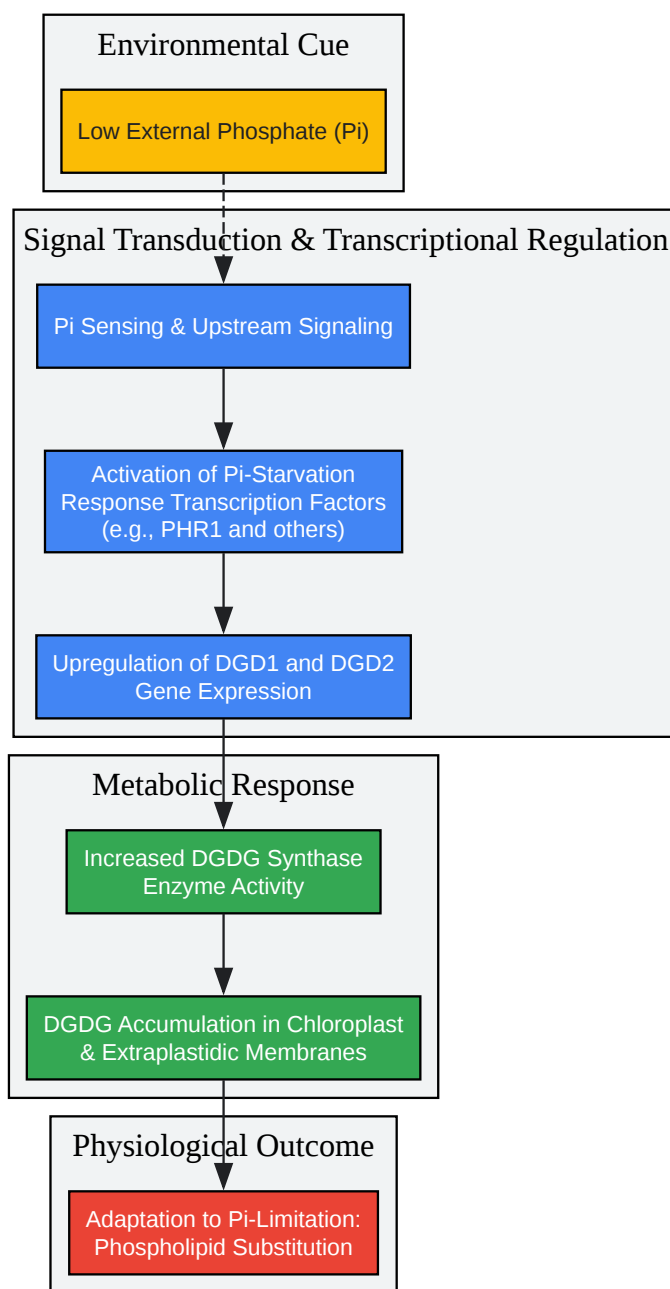 Environmental Cue
Low External Phosphate (Pi)
Signal Transduction & Transcriptional Regulation
Pi Sensing & Upstream Signaling
Activation of Pi-Starvation
Response Transcription Factors
(e.g., PHR1 and others)
Upregulation of DGD1 and DGD2
Gene Expression
Metabolic Response
Increased DGDG Synthase
Enzyme Activity
DGDG Accumulation in Chloroplast
& Extraplastidic Membranes
Physiological Outcome
Adaptation to Pi-Limitation:
Phospholipid Substitution